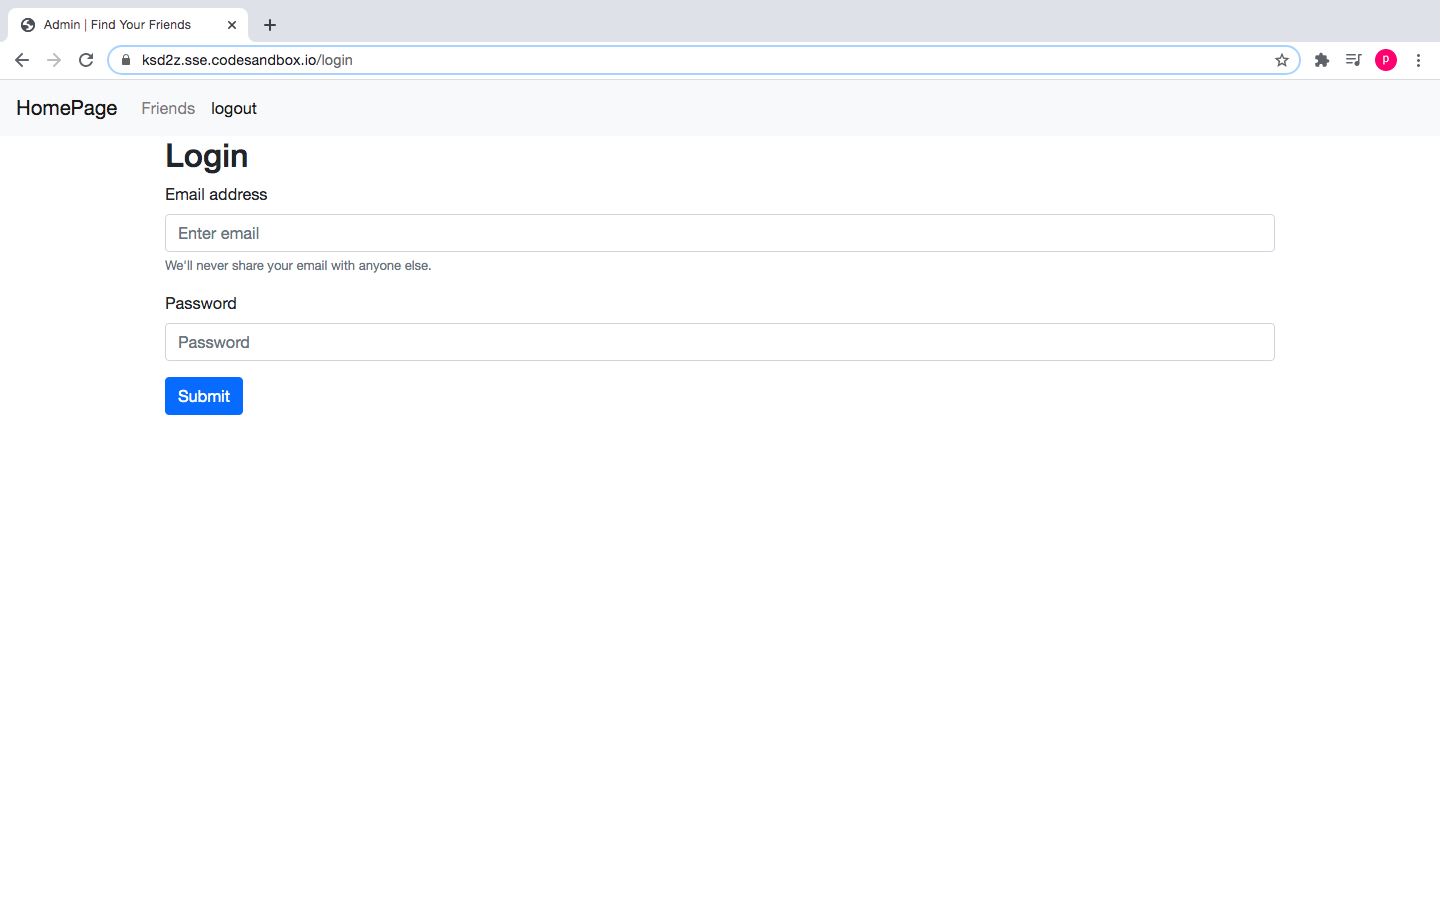 Admin | Find Your Friends
ksd2z.sse.codesandbox.io/login
P
HomePage Friends logout
Login
Email address
Enter email
We'll never share your email with anyone else.
Password
Password
Submit